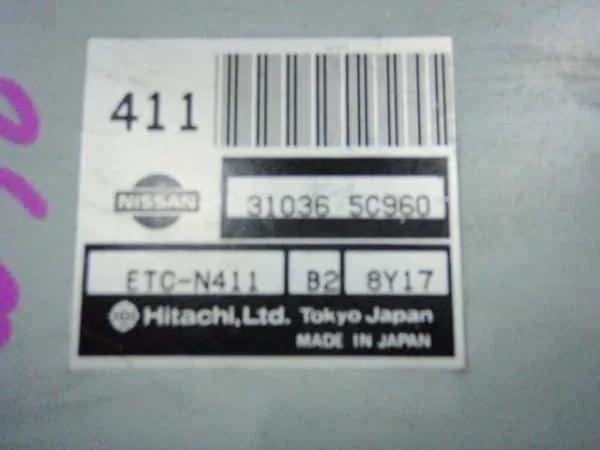 411
NISSAN
31036 5C960
ETC-N411 B2 8Y17
Hitachi, Ltd. Tokyo Japan
MADE IN JAPAN